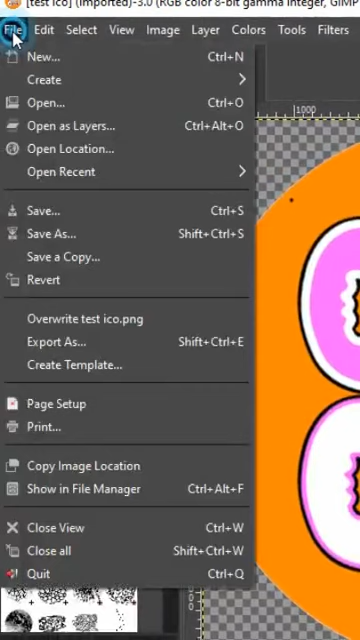 [test ico] (imported)-3.0 (RGB color 8-bit gamma integer, GIMP
File Edit Select View Image Layer Colors Tools Filters
New... Ctrl+N
Create
Open... Ctrl+O
Open as Layers... Ctrl+Alt+O
Open Location...
Open Recent
Save... Ctrl+S
Save As... Shift+Ctrl+S
Save a Copy...
Revert
Overwrite test ico.png
Export As... Shift+Ctrl+E
Create Template...
Page Setup
Print...
Copy Image Location
Show in File Manager Ctrl+Alt+F
Close View Ctrl+W
Close all Shift+Ctrl+W
Quit Ctrl+Q
1000